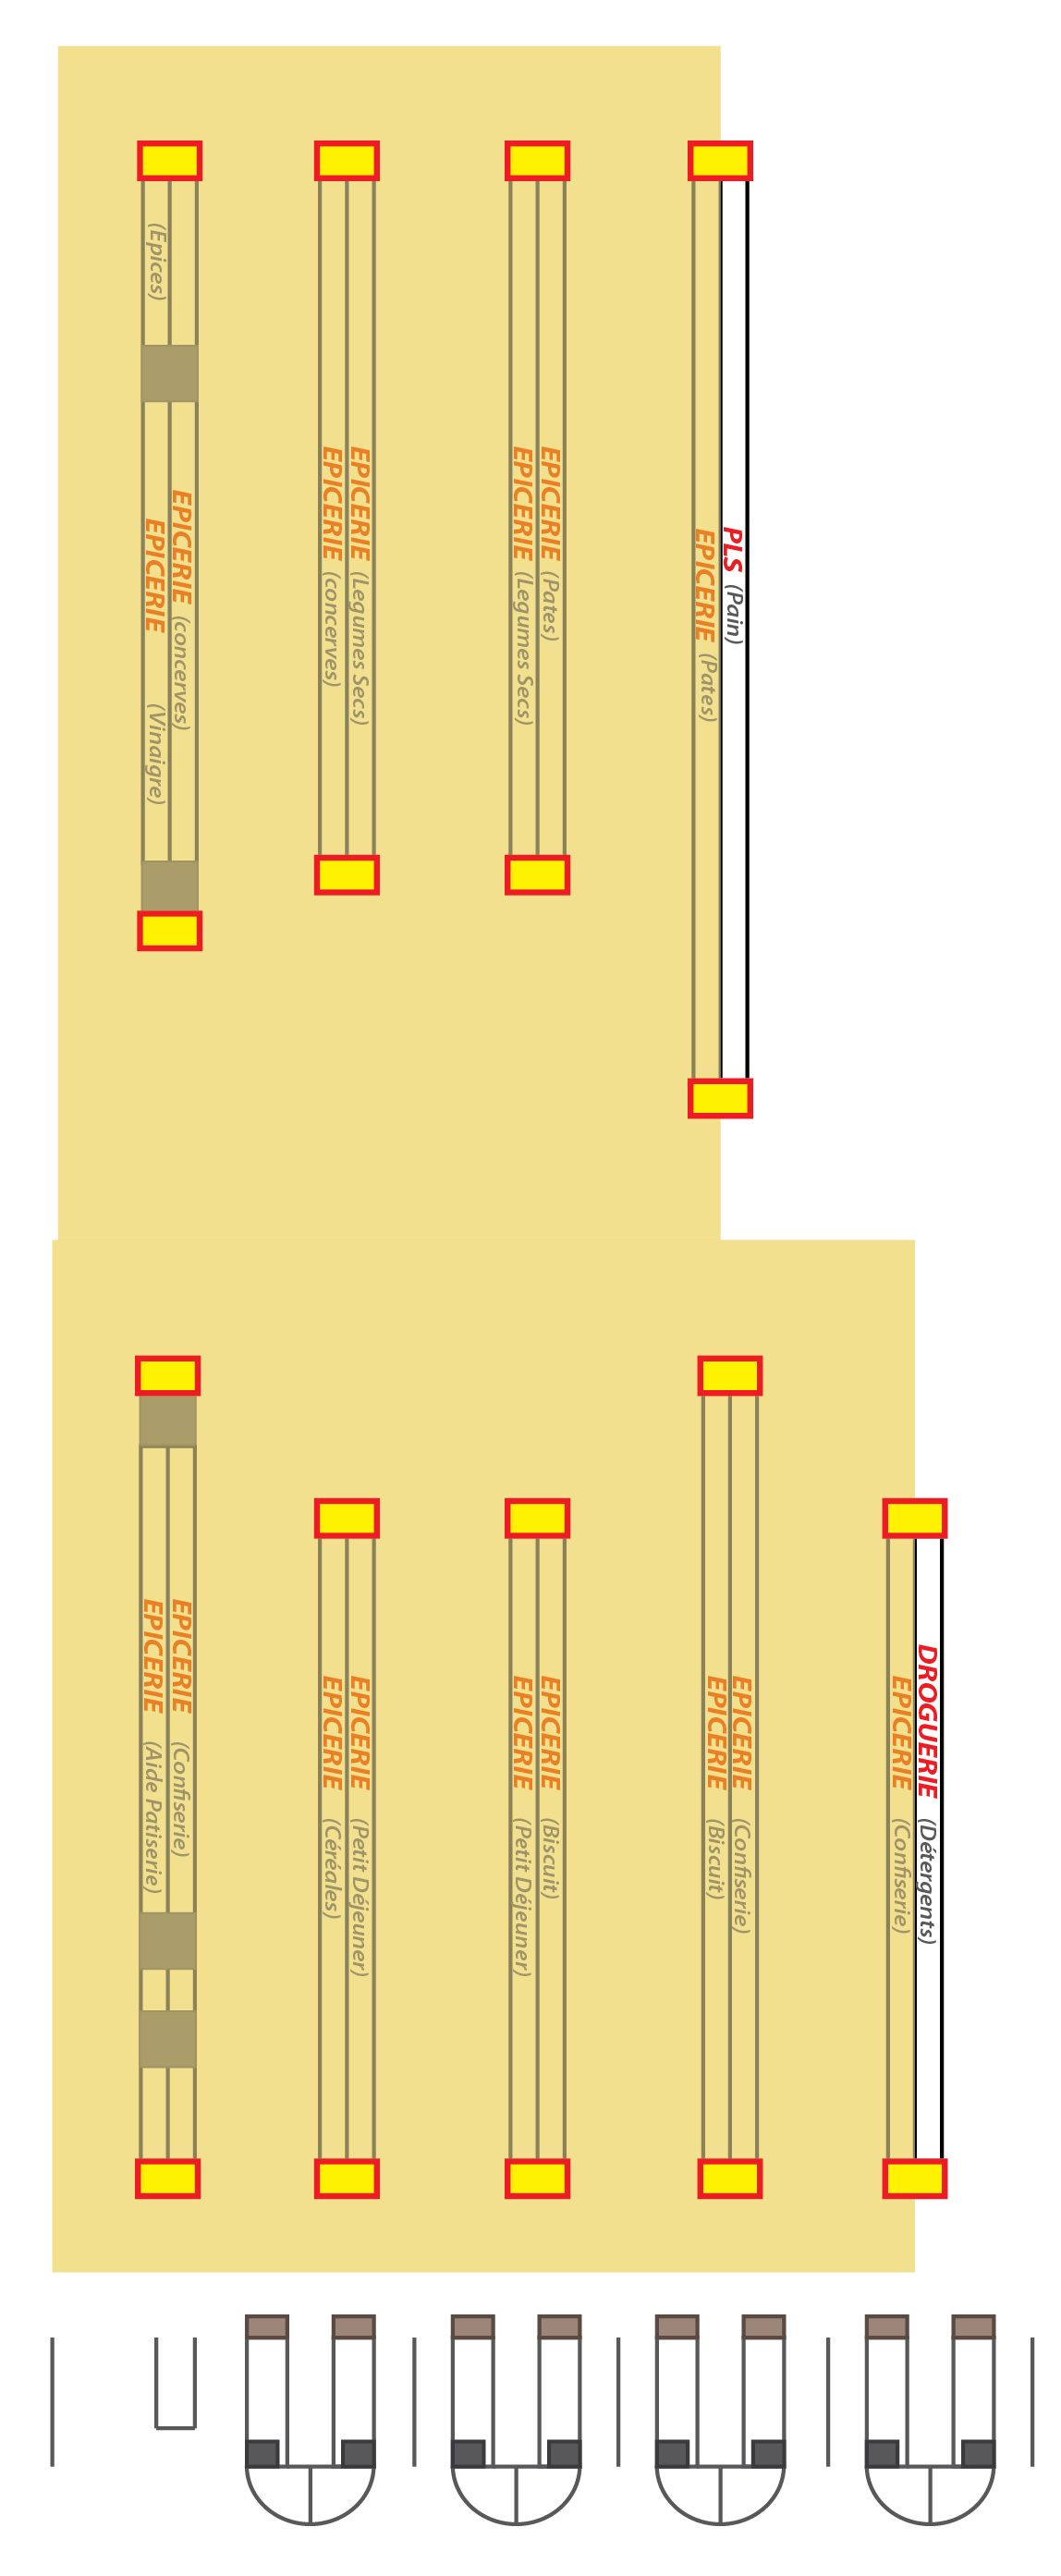 (Epices)
EPICERIE (concerves)
EPICERIE (Vinaigre)
EPICERIE (Legumes Secs)
EPICERIE (concerves)
EPICERIE (Pates)
EPICERIE (Legumes Secs)
PLS (Pain)
EPICERIE (Pates)
EPICERIE (Confiserie)
EPICERIE (Aide Patiserie)
EPICERIE (Petit Déjeuner)
EPICERIE (Céréales)
EPICERIE (Biscuit)
EPICERIE (Petit Déjeuner)
EPICERIE (Confiserie)
EPICERIE (Biscuit)
DROGUERIE (Détergents)
EPICERIE (Confiserie)